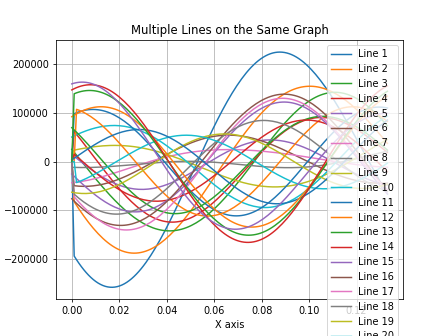 Multiple Lines on the Same Graph
200000
100000
0
−100000
−200000
0.00
0.02
0.04
0.06
0.08
0.10
X axis
Line 1
Line 2
Line 3
Line 4
Line 5
Line 6
Line 7
Line 8
Line 9
Line 10
Line 11
Line 12
Line 13
Line 14
Line 15
Line 16
Line 17
Line 18
Line 19
Line 20